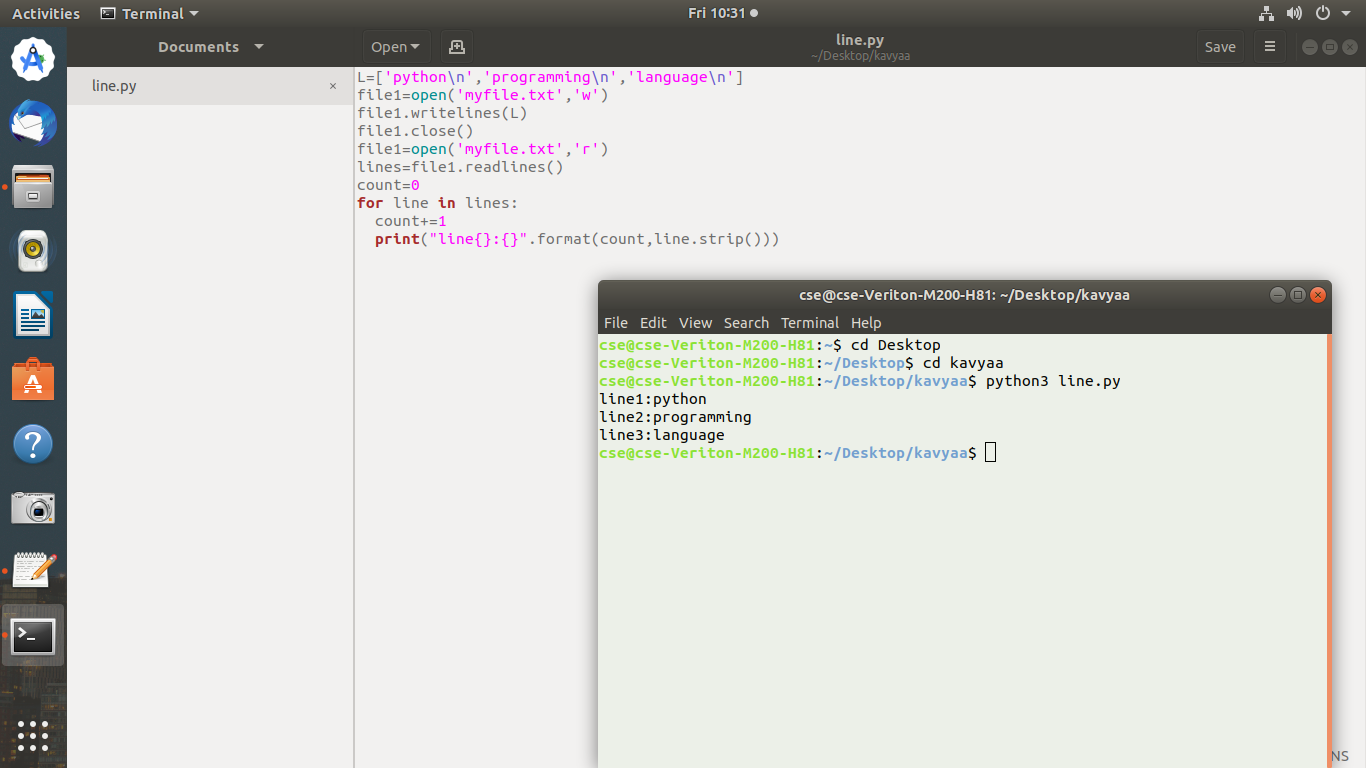 Activities Terminal Fri 10:31
Documents Open line.py Save
~/Desktop/kavyaa
line.py ×
L=['python\n','programming\n','language\n']
file1=open('myfile.txt','w')
file1.writelines(L)
file1.close()
file1=open('myfile.txt','r')
lines=file1.readlines()
count=0
for line in lines:
  count+=1
  print("line{}:{}".format(count,line.strip()))
cse@cse-Veriton-M200-H81: ~/Desktop/kavyaa
File Edit View Search Terminal Help
cse@cse-Veriton-M200-H81:~$ cd Desktop
cse@cse-Veriton-M200-H81:~/Desktop$ cd kavyaa
cse@cse-Veriton-M200-H81:~/Desktop/kavyaa$ python3 line.py
line1:python
line2:programming
line3:language
cse@cse-Veriton-M200-H81:~/Desktop/kavyaa$
NS